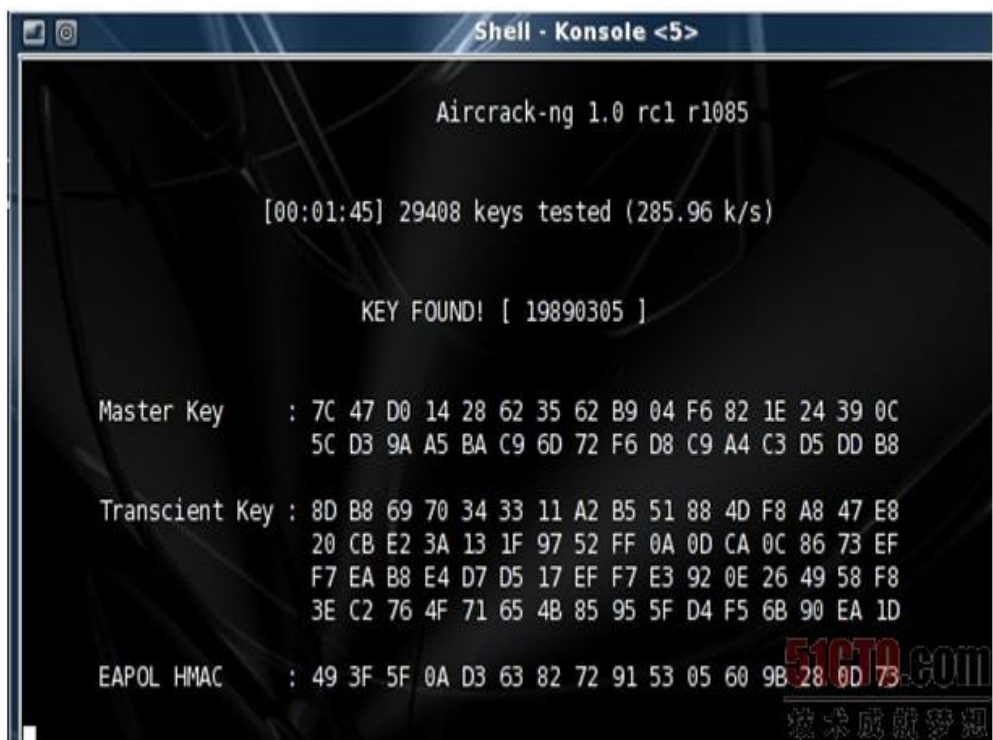 Shell - Konsole <5>
Aircrack-ng 1.0 rc1 r1085
[00:01:45] 29408 keys tested (285.96 k/s)
KEY FOUND! [ 19890305 ]
Master Key : 7C 47 D0 14 28 62 35 62 B9 04 F6 82 1E 24 39 0C
5C D3 9A A5 BA C9 6D 72 F6 D8 C9 A4 C3 D5 DD B8
Transcient Key : 8D B8 69 70 34 33 11 A2 B5 51 88 4D F8 A8 47 E8
20 CB E2 3A 13 1F 97 52 FF 0A 0D CA 0C 86 73 EF
F7 EA B8 E4 D7 D5 17 EF F7 E3 92 0E 26 49 58 F8
3E C2 76 4F 71 65 4B 85 95 5F D4 F5 6B 90 EA 1D
EAPOL HMAC : 49 3F 5F 0A D3 63 82 72 91 53 05 60 9B 28 0D 73
51CTO.com
技术成就梦想